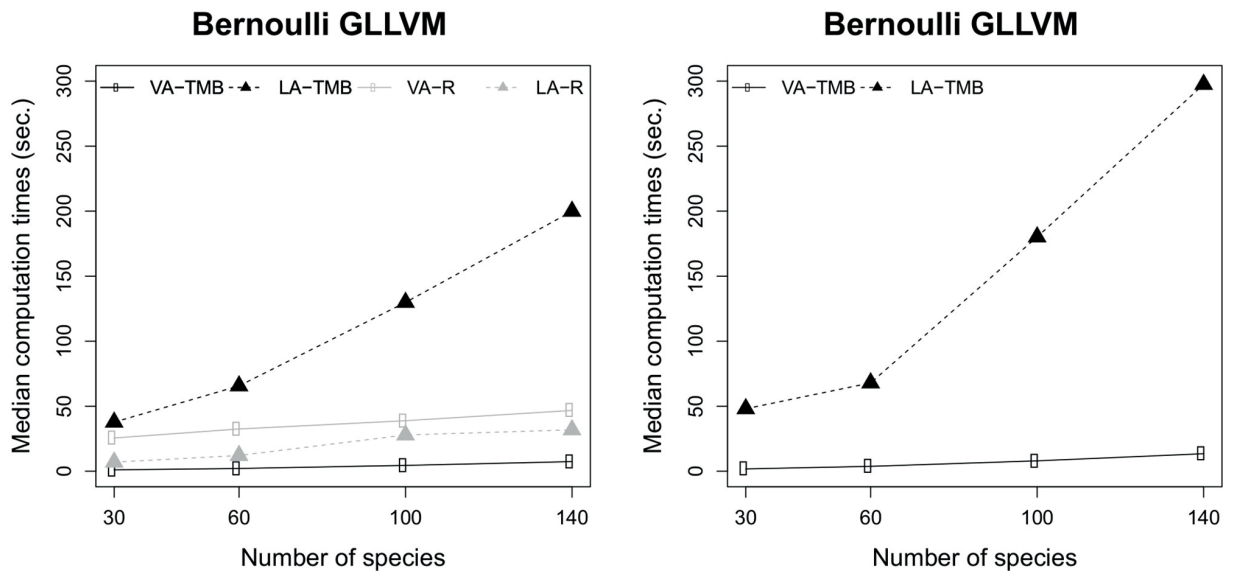 Bernoulli GLLVM
VA−TMB LA−TMB VA−R LA−R
Median computation times (sec.)
300
250
200
150
100
50
0
30 60 100 140
Number of species
Bernoulli GLLVM
VA−TMB LA−TMB
Median computation times (sec.)
300
250
200
150
100
50
0
30 60 100 140
Number of species